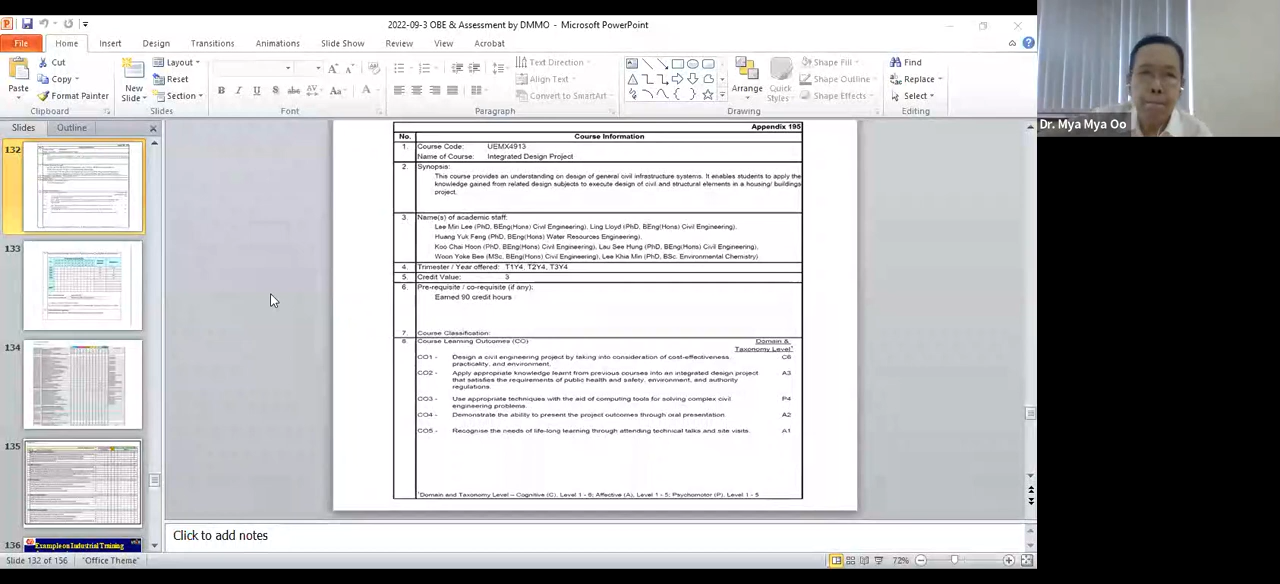 2022-09-3 OBE & Assessment by DMMO - Microsoft PowerPoint
File Home Insert Design Transitions Animations Slide Show Review View Acrobat
Paste
Cut
Copy
Format Painter
Clipboard
New Slide
Layout
Reset
Section
Slides
Font
Text Direction
Align Text
Convert to SmartArt
Paragraph
Arrange
Quick Styles
Shape Fill
Shape Outline
Shape Effects
Drawing
Find
Replace
Select
Editing
Dr. Mya Mya Oo
Slides Outline
132
133
134
135
136
Example on Industrial Training
Appendix 195
No. Course Information
1. Course Code: UEMX4913
Name of Course: Integrated Design Project
2. Synopsis:
This course provides an understanding on design of general civil infrastructure systems. It enables students to apply the
knowledge gained from related design subjects to execute design of civil and structural elements in a housing/ buildings
project.
3. Name(s) of academic staff:
Lee Min Lee (PhD, BEng(Hons) Civil Engineering), Ling Lloyd (PhD, BEng(Hons) Civil Engineering),
Huang Yuk Feng (PhD, BEng(Hons) Water Resources Engineering),
Koo Chai Hoon (PhD, BEng(Hons) Civil Engineering), Lau See Hung (PhD, BEng(Hons) Civil Engineering),
Woon Yoke Bee (MSc, BEng(Hons) Civil Engineering), Lee Khia Min (PhD, BSc. Environmental Chemistry)
4. Trimester / Year offered: T1Y4, T2Y4, T3Y4
5. Credit Value: 3
6. Pre-requisite / co-requisite (if any):
Earned 90 credit hours
7. Course Classification:
8. Course Learning Outcomes (CO) Domain &
Taxonomy Level*
CO1 - Design a civil engineering project by taking into consideration of cost-effectiveness, C6
practicality, and environment.
CO2 - Apply appropriate knowledge learnt from previous courses into an integrated design project A3
that satisfies the requirements of public health and safety, environment, and authority
regulations.
CO3 - Use appropriate techniques with the aid of computing tools for solving complex civil P4
engineering problems.
CO4 - Demonstrate the ability to present the project outcomes through oral presentation. A2
CO5 - Recognise the needs of life-long learning through attending technical talks and site visits. A1
*Domain and Taxonomy Level – Cognitive (C), Level 1 - 6; Affective (A), Level 1 - 5; Psychomotor (P), Level 1 - 5
Click to add notes
Slide 132 of 156 "Office Theme" 72%